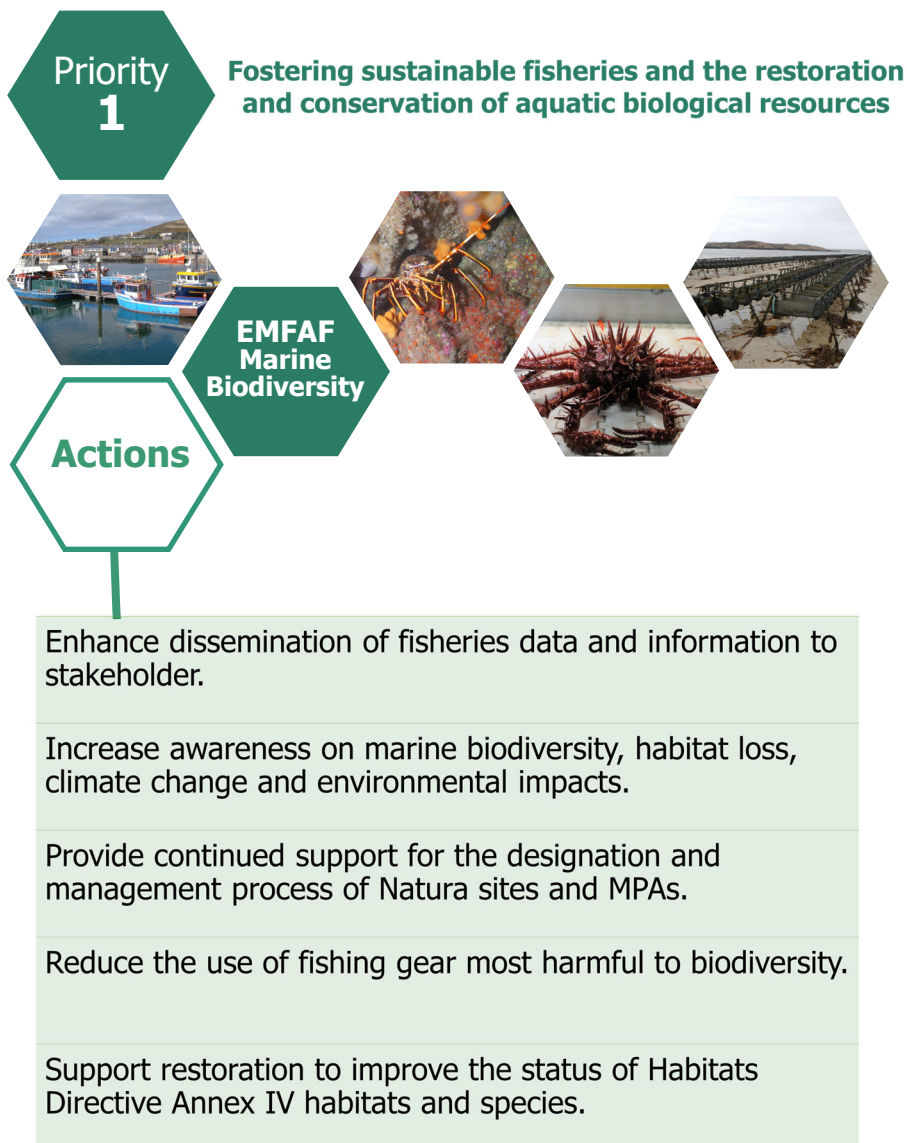 Priority
1
Fostering sustainable fisheries and the restoration
and conservation of aquatic biological resources
EMFAF
Marine
Biodiversity
Actions
Enhance dissemination of fisheries data and information to
stakeholder.
Increase awareness on marine biodiversity, habitat loss,
climate change and environmental impacts.
Provide continued support for the designation and
management process of Natura sites and MPAs.
Reduce the use of fishing gear most harmful to biodiversity.
Support restoration to improve the status of Habitats
Directive Annex IV habitats and species.